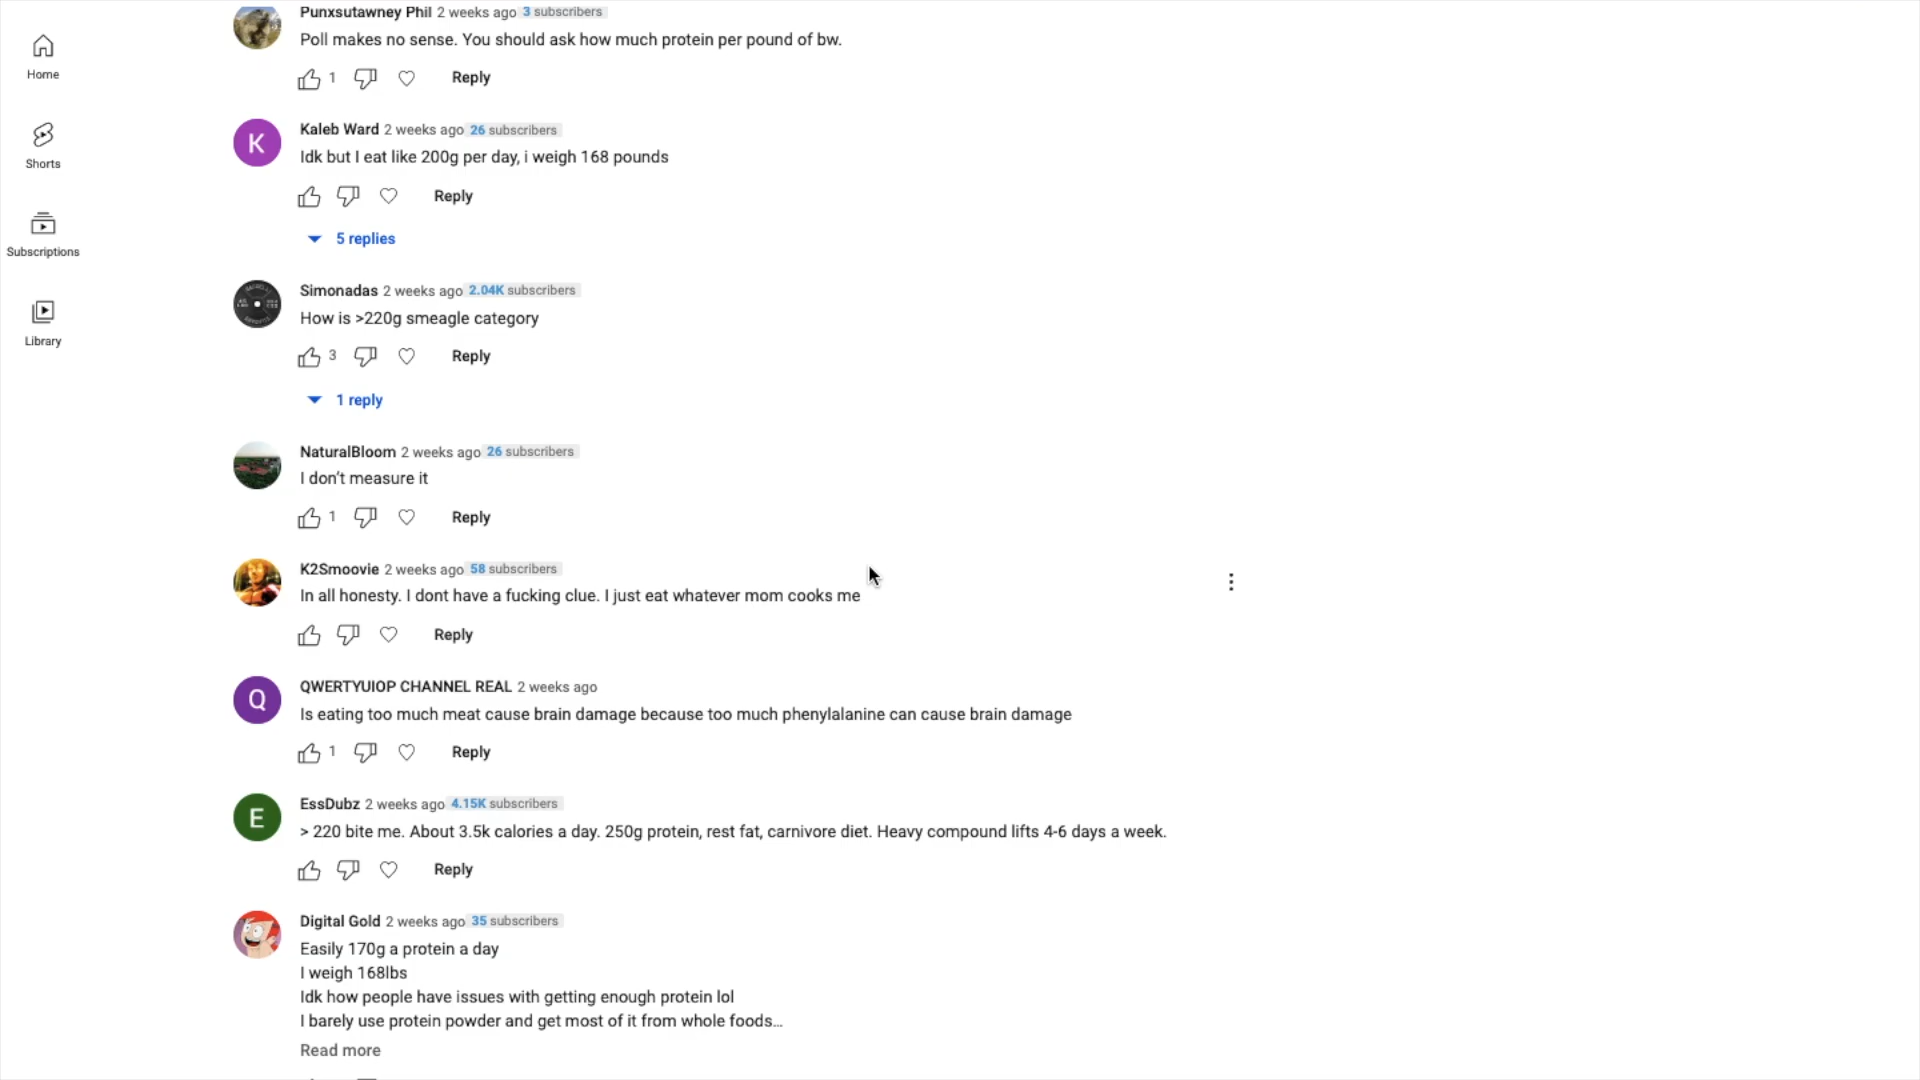 Home
Shorts
Subscriptions
Library
Punxsutawney Phil 2 weeks ago 3 subscribers
Poll makes no sense. You should ask how much protein per pound of bw.
1 Reply
K
Kaleb Ward 2 weeks ago 26 subscribers
Idk but I eat like 200g per day, i weigh 168 pounds
Reply
5 replies
Simonadas 2 weeks ago 2.04K subscribers
How is >220g smeagle category
3 Reply
1 reply
NaturalBloom 2 weeks ago 26 subscribers
I don't measure it
1 Reply
K2Smoovie 2 weeks ago 58 subscribers
In all honesty. I dont have a fucking clue. I just eat whatever mom cooks me
Reply
Q
QWERTYUIOP CHANNEL REAL 2 weeks ago
Is eating too much meat cause brain damage because too much phenylalanine can cause brain damage
1 Reply
E
EssDubz 2 weeks ago 4.15K subscribers
> 220 bite me. About 3.5k calories a day. 250g protein, rest fat, carnivore diet. Heavy compound lifts 4-6 days a week.
Reply
Digital Gold 2 weeks ago 35 subscribers
Easily 170g a protein a day
I weigh 168lbs
Idk how people have issues with getting enough protein lol
I barely use protein powder and get most of it from whole foods…
Read more